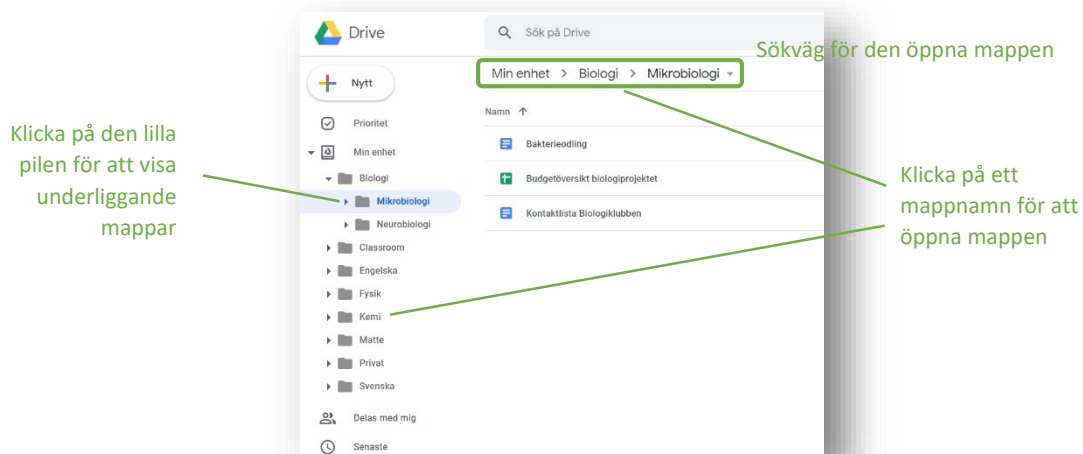 Drive
Sök på Drive
Sökväg för den öppna mappen
Nytt
Min enhet > Biologi > Mikrobiologi
Namn ↑
Prioritet
Min enhet
Biologi
Mikrobiologi
Neurobiologi
Classroom
Engelska
Fysik
Kemi
Matte
Privat
Svenska
Delas med mig
Senaste
Bakterieodling
Budgetöversikt biologiprojektet
Kontaktlista Biologiklubben
Klicka på den lilla
pilen för att visa
underliggande
mappar
Klicka på ett
mappnamn för att
öppna mappen